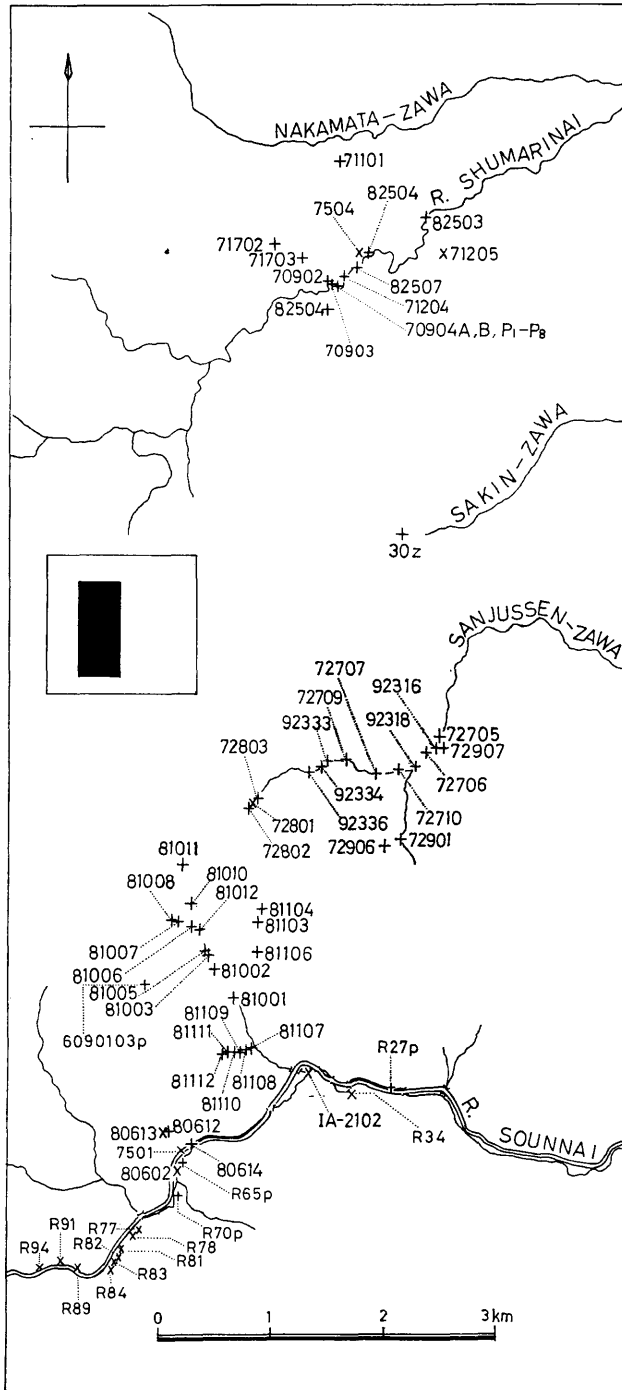 NAKAMATA-ZAWA
71101
R. SHUMARINAI
82504
7504
82503
71702
x71205
71703
70902
82507
71204
82504
70904A,B, P1-P8
70903
SAKIN-ZAWA
30z
SANJUSSEN-ZAWA
72707
92316
72709
92318
92333
72705
72907
72803
72706
92334
72801
72710
92336
72802
72906
72901
81011
81010
81008
81012
81104
81103
81007
81006
81106
81005
81002
81003
81001
6090103p
81109
81107
81111
81112
81108
81110
R27p
IA-2102
R34
R. SOUNNAI
80612
80613
7501
80614
80602
R65p
R70p
R77
R91
R82
R78
R94
R81
R83
R84
R89
0 1 2 3 km